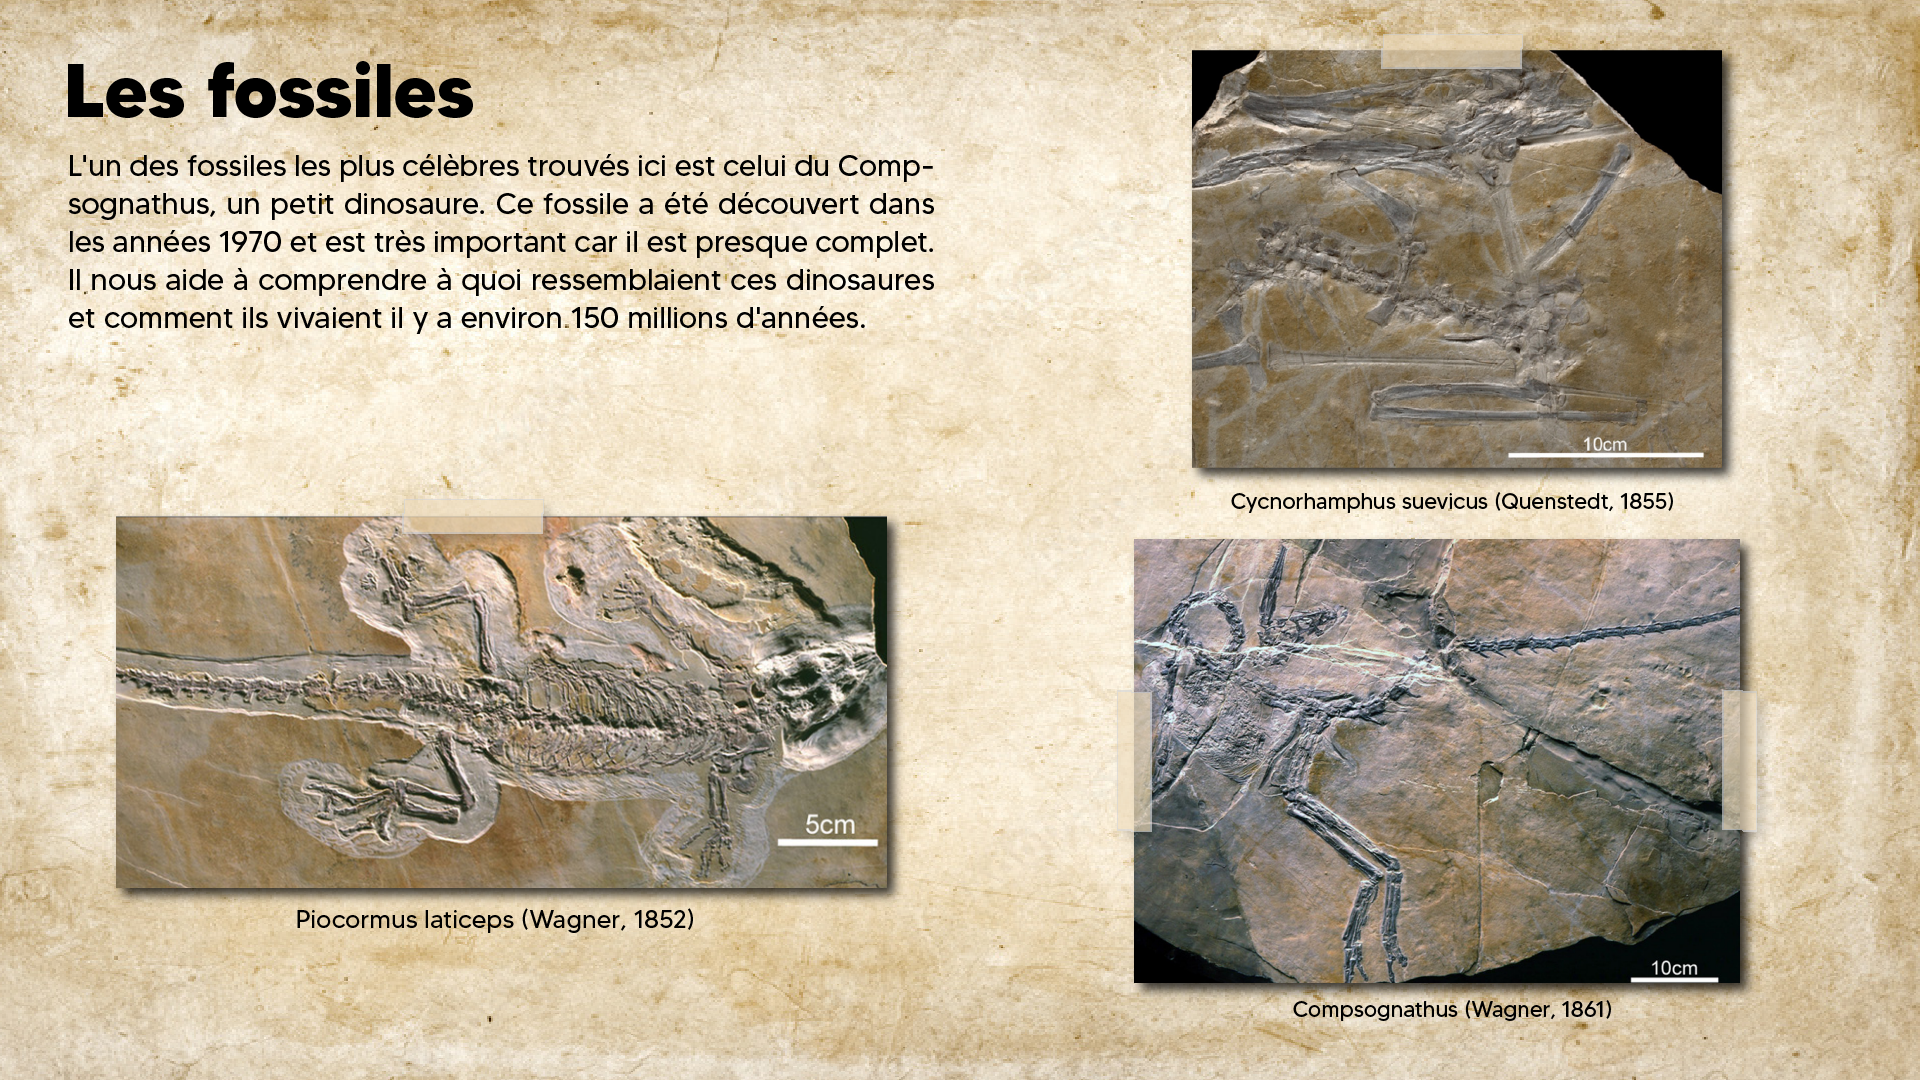 Les fossiles
L'un des fossiles les plus célèbres trouvés ici est celui du Comp-
sognathus, un petit dinosaure. Ce fossile a été découvert dans
les années 1970 et est très important car il est presque complet.
Il nous aide à comprendre à quoi ressemblaient ces dinosaures
et comment ils vivaient il y a environ 150 millions d'années.
10cm
Cycnorhamphus suevicus (Quenstedt, 1855)
5cm
Piocormus laticeps (Wagner, 1852)
10cm
Compsognathus (Wagner, 1861)